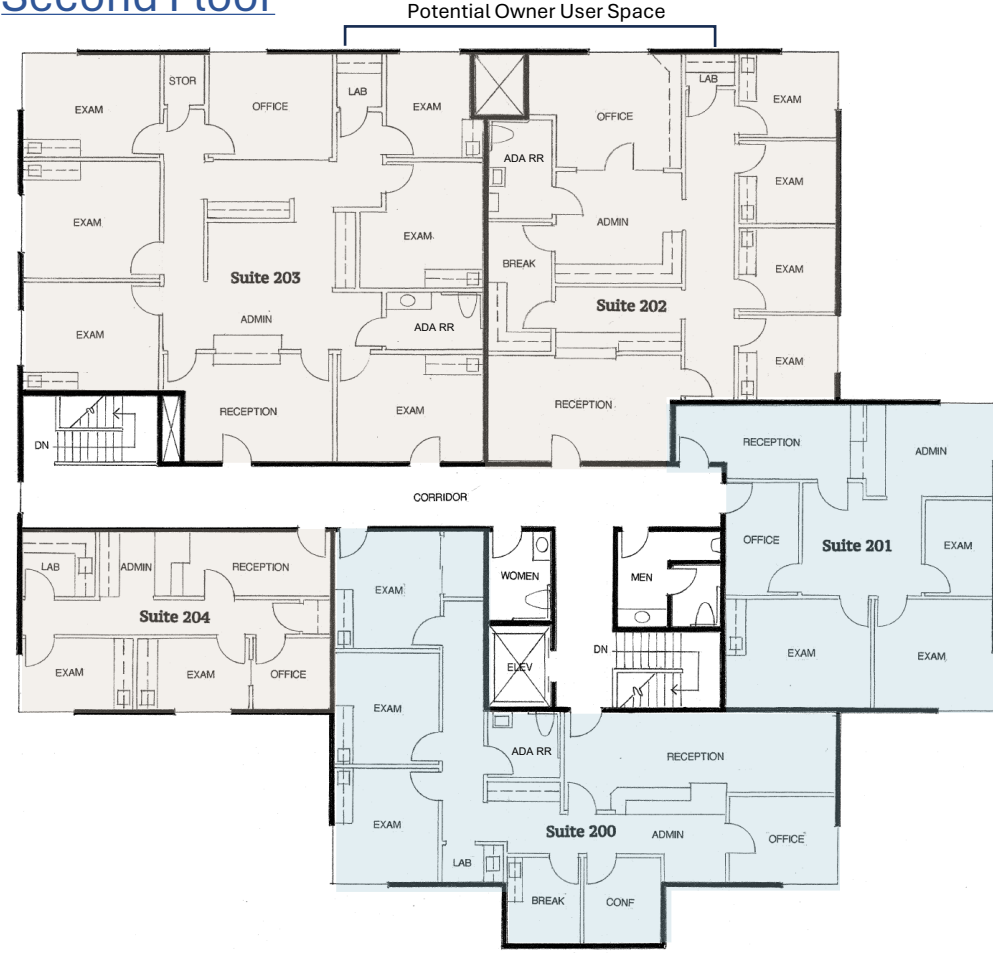 Second Floor
Potential Owner User Space
EXAM
STOR
OFFICE
LAB
EXAM
OFFICE
LAB
EXAM
ADA RR
EXAM
EXAM
EXAM
ADMIN
BREAK
EXAM
Suite 203
Suite 202
ADMIN
ADA RR
EXAM
EXAM
RECEPTION
EXAM
RECEPTION
DN
RECEPTION
ADMIN
CORRIDOR
OFFICE
Suite 201
EXAM
LAB
ADMIN
RECEPTION
EXAM
WOMEN
MEN
Suite 204
DN
EXAM
EXAM
EXAM
EXAM
OFFICE
ELEV
EXAM
ADA RR
RECEPTION
EXAM
Suite 200
ADMIN
OFFICE
LAB
BREAK
CONF